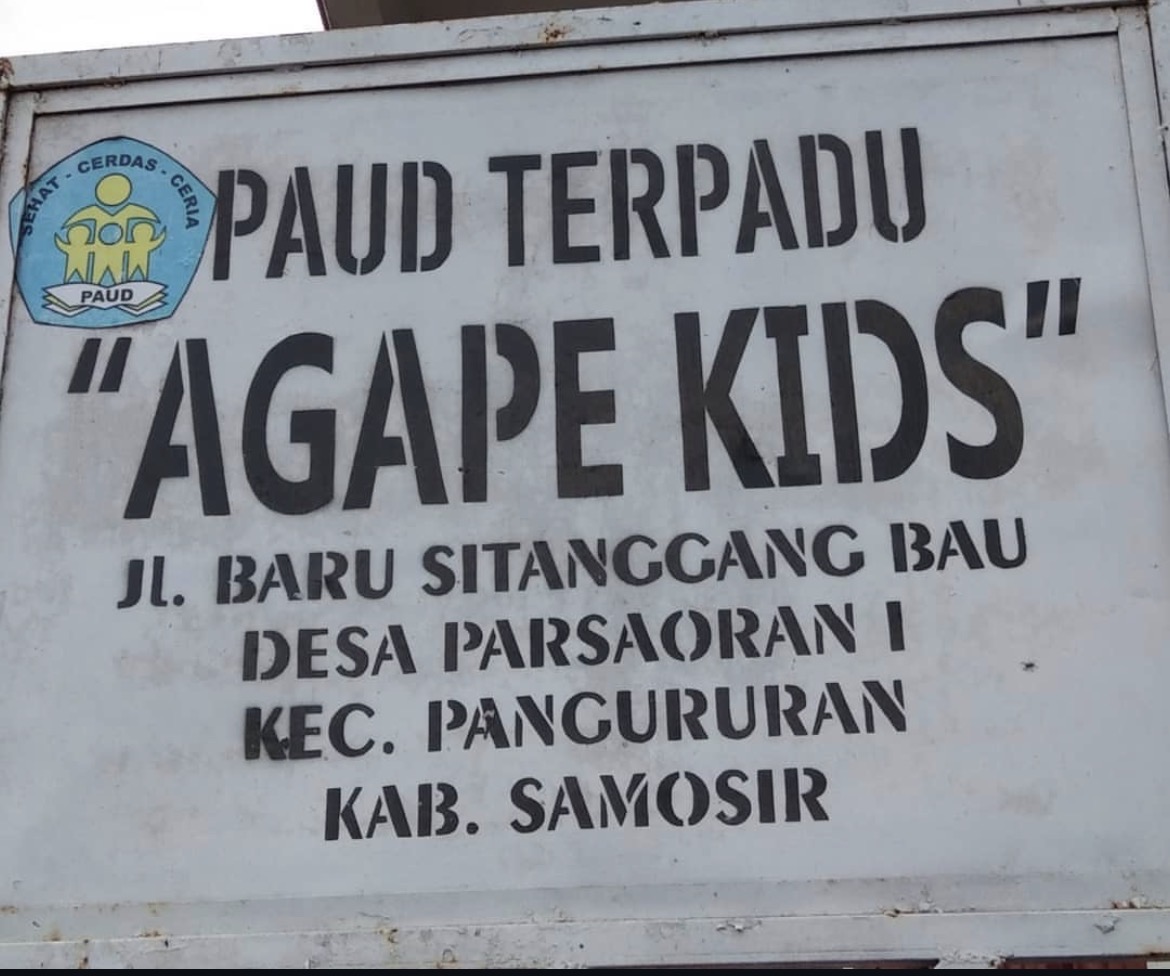 SEHAT - CERDAS - CERIA
PAUD
PAUD TERPADU
"AGAPE KIDS"
Jl. BARU SITANGGANG BAU
DESA PARSAORAN I
KEC. PANGURURAN
KAB. SAMOSIR